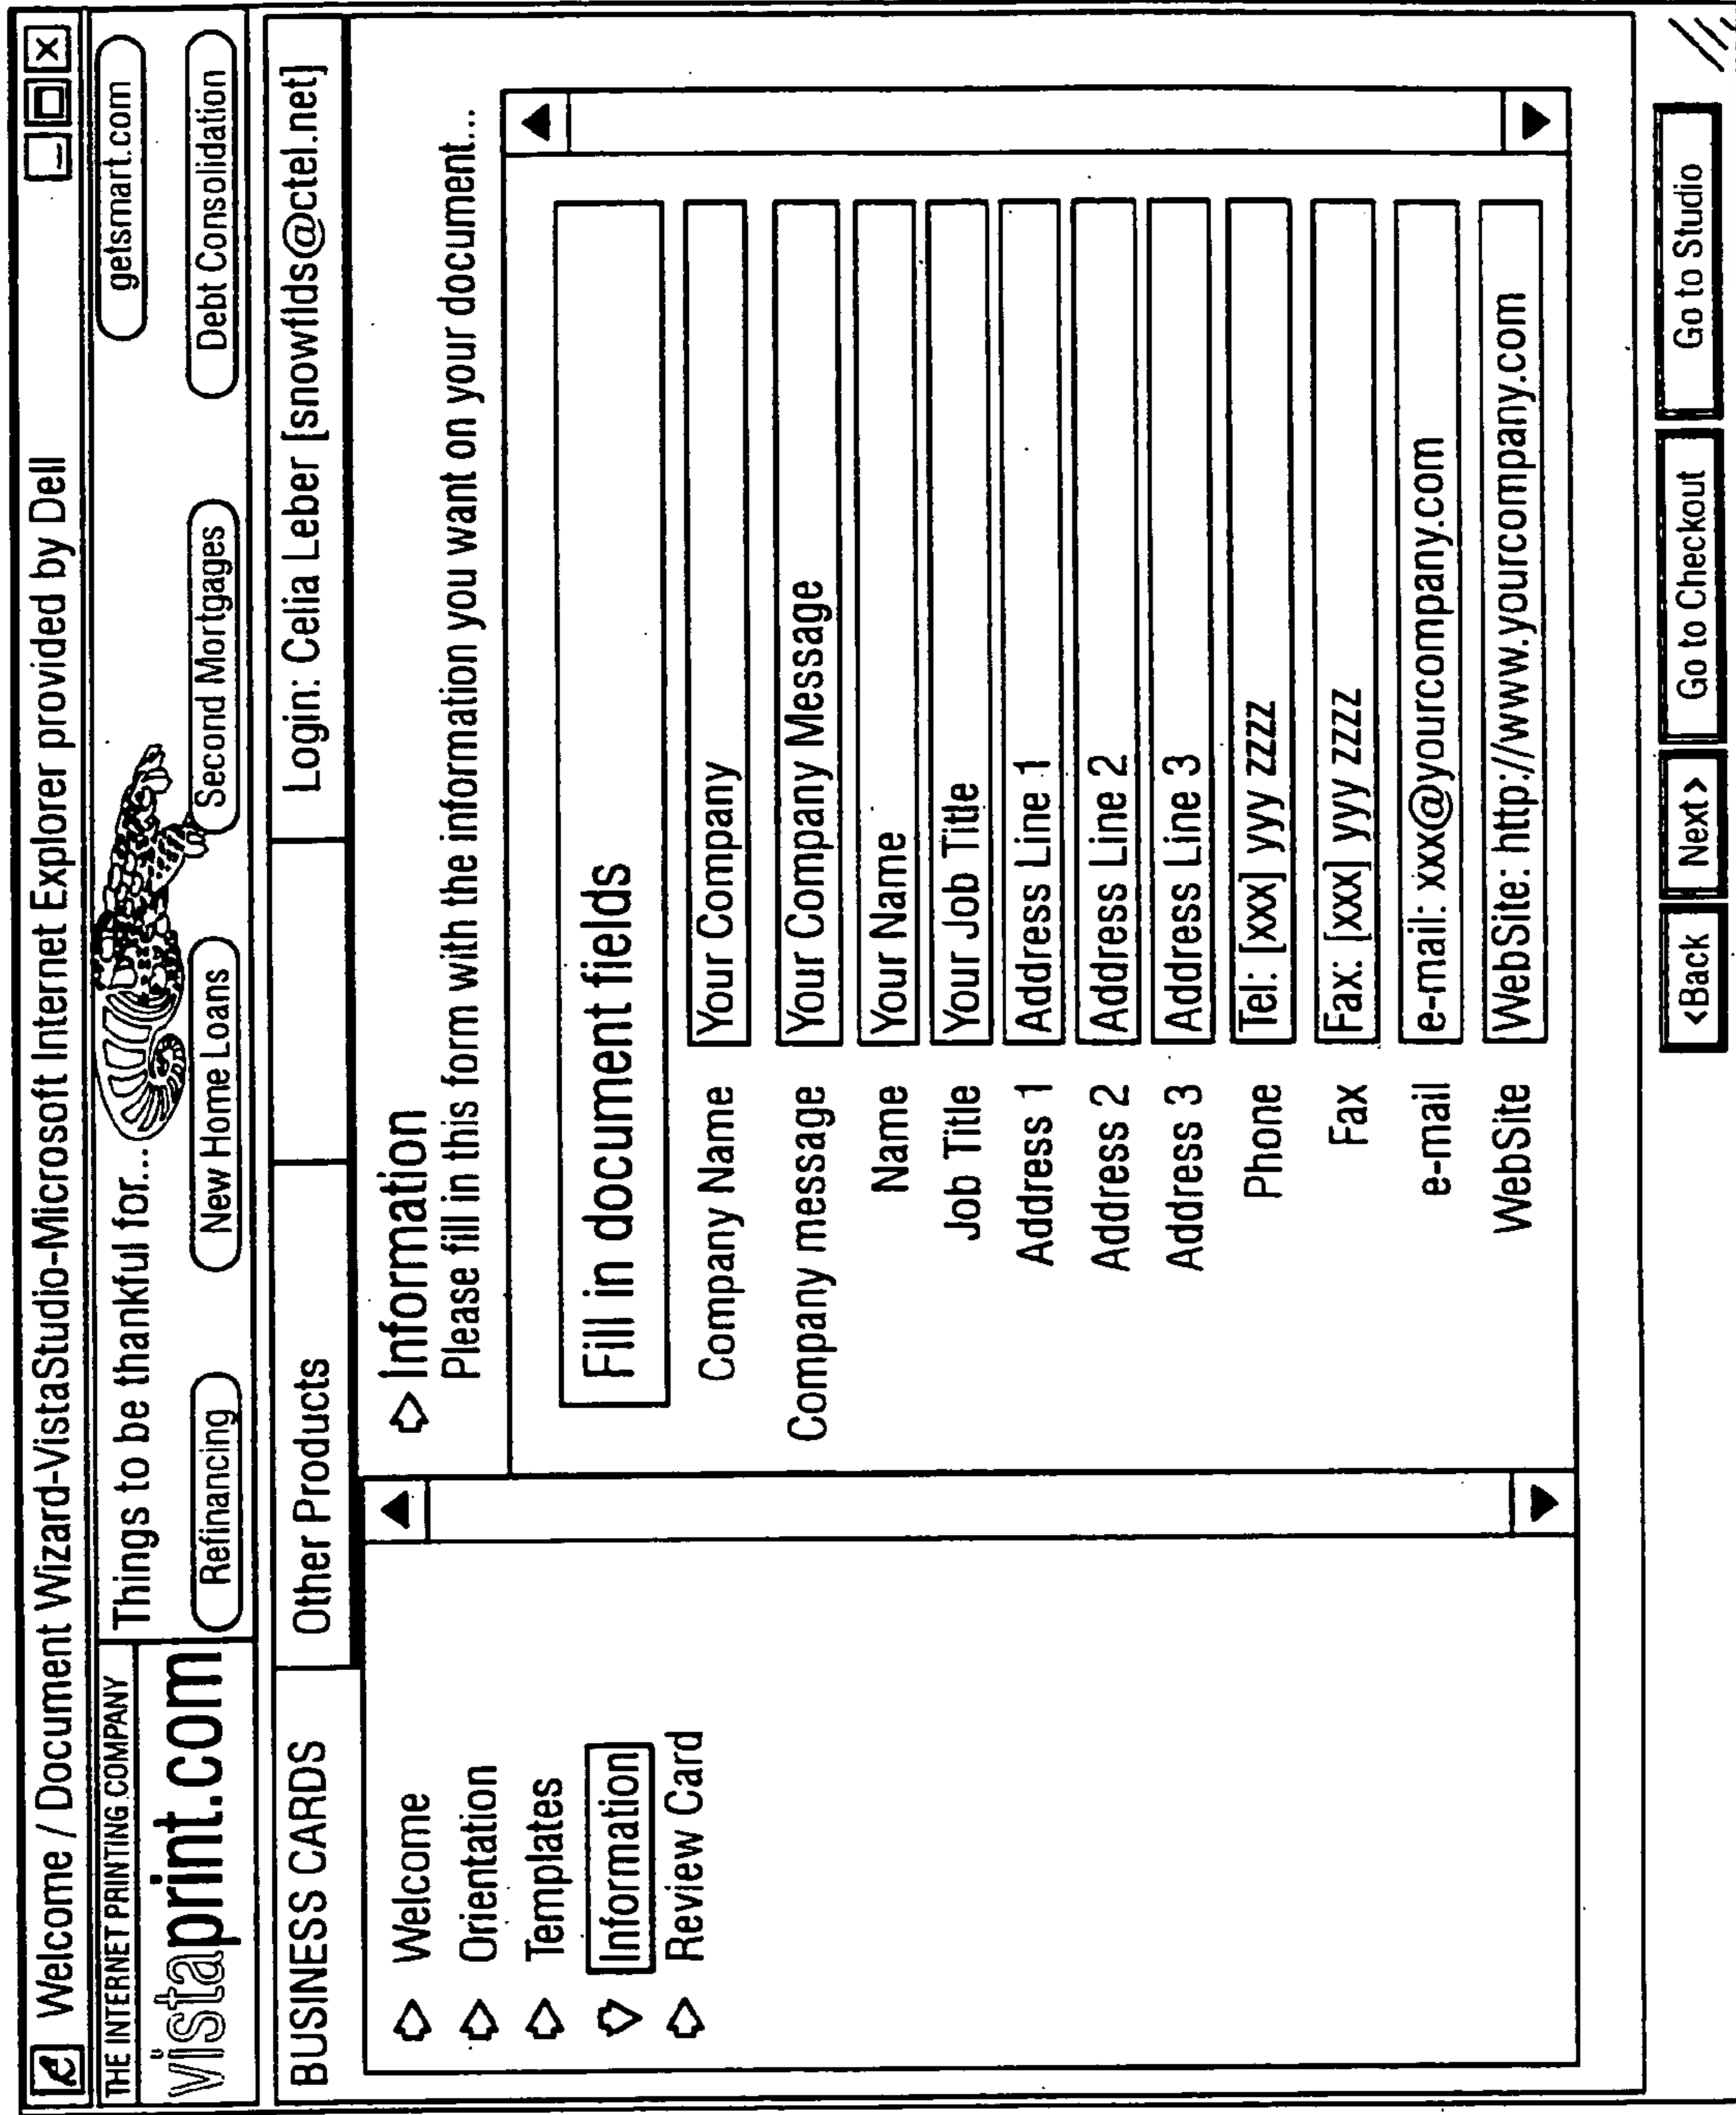 Welcome / Document Wizard-VistaStudio-Microsoft Internet Explorer provided by Dell
THE INTERNET PRINTING COMPANY
vistaprint.com
Things to be thankful for...
getsmart.com
Refinancing
New Home Loans
Second Mortgages
Debt Consolidation
BUSINESS CARDS
Other Products
Login: Celia Leber [snowflds@ctel.net]
Welcome
Orientation
Templates
Information
Review Card
Information
Please fill in this form with the information you want on your document...
Fill in document fields
Company Name Your Company
Company message Your Company Message
Name Your Name
Job Title Your Job Title
Address 1 Address Line 1
Address 2 Address Line 2
Address 3 Address Line 3
Phone Tel: [xxx] yyy zzzz
Fax Fax: [xxx] yyy zzzz
e-mail e-mail: xxx@yourcompany.com
WebSite WebSite: http://www.yourcompany.com
<Back Next> Go to Checkout Go to Studio